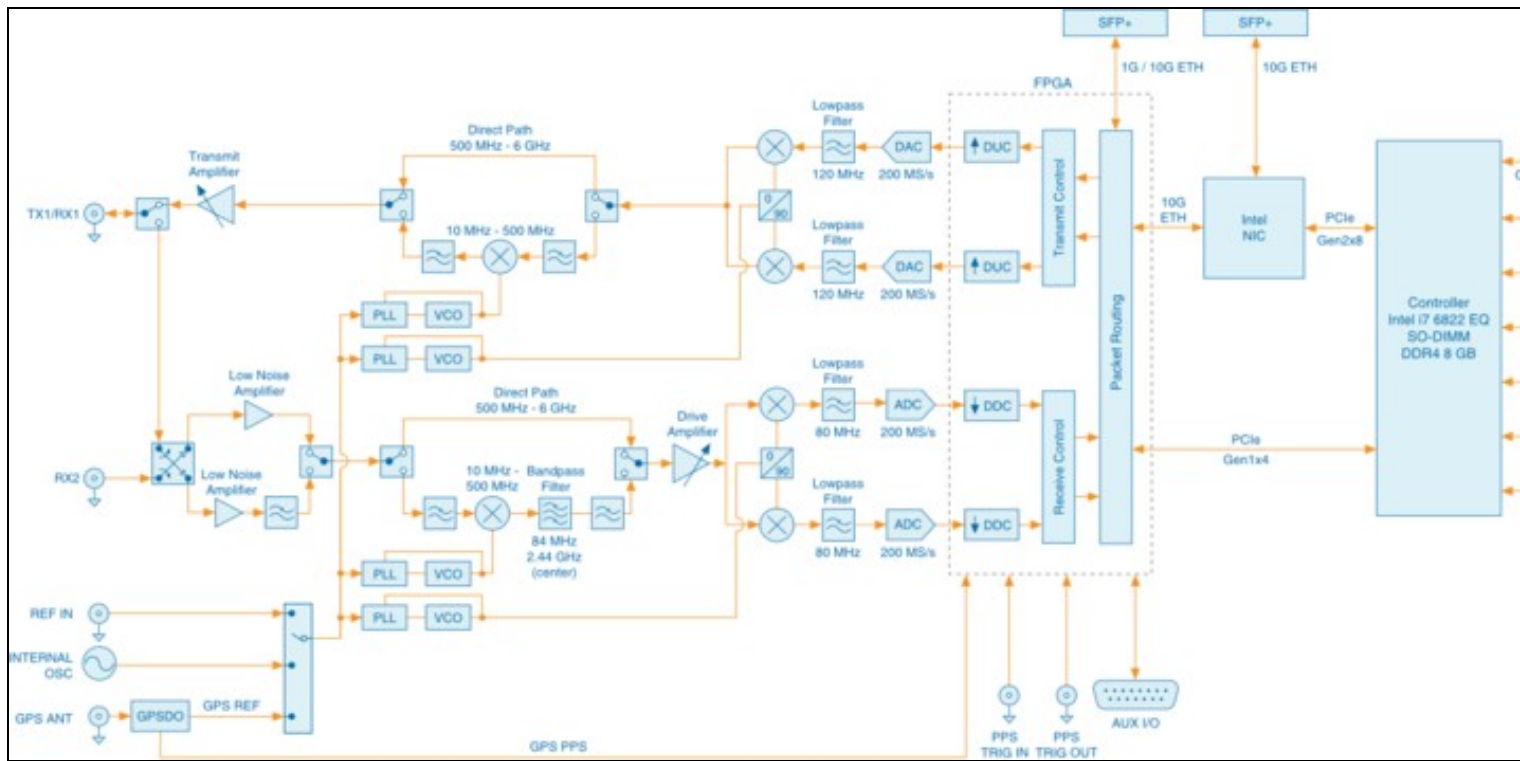 SFP+
SFP+
1G / 10G ETH
10G ETH
FPGA
Direct Path
500 MHz - 6 GHz
Lowpass
Filter
DAC
DUC
120 MHz
200 MS/s
Transmit
Amplifier
TX1/RX1
10 MHz - 500 MHz
0
90
Lowpass
Filter
DAC
DUC
120 MHz
200 MS/s
Transmit Control
Packet Routing
10G
ETH
Intel
NIC
PCIe
Gen2x8
Controller
Intel i7 6822 EQ
SO-DIMM
DDR4 8 GB
PLL
VCO
PLL
VCO
Low Noise
Amplifier
Direct Path
500 MHz - 6 GHz
Drive
Amplifier
Lowpass
Filter
ADC
DDC
80 MHz
200 MS/s
RX2
Low Noise
Amplifier
10 MHz -
500 MHz
Bandpass
Filter
84 MHz
2.44 GHz
(center)
0
90
Lowpass
Filter
ADC
DDC
80 MHz
200 MS/s
Receive Control
PCIe
Gen1x4
PLL
VCO
PLL
VCO
REF IN
INTERNAL
OSC
GPS ANT
GPSDO
GPS REF
GPS PPS
PPS
TRIG IN
PPS
TRIG OUT
AUX I/O